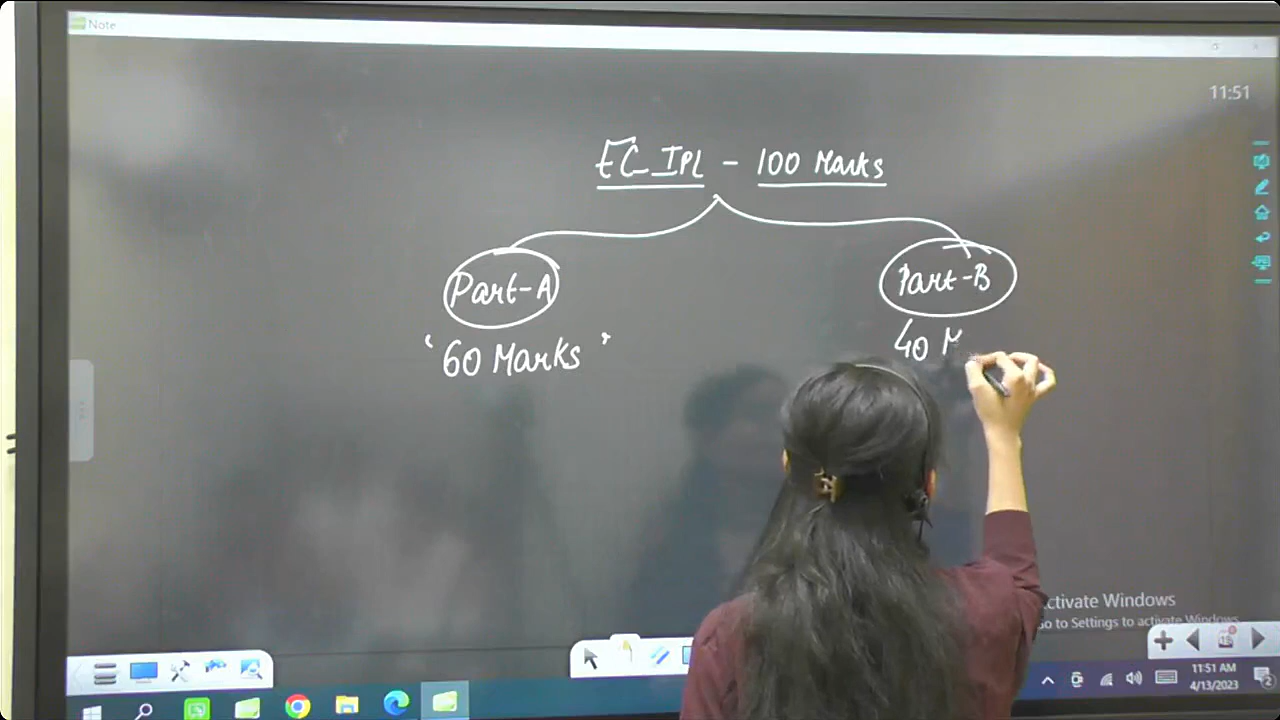 Note
11:51
EC IPL - 100 Marks
Part-A
Part-B
"60 Marks"
40 M
Activate Windows
Go to Settings to activate Windows.
11:51 AM
4/13/2023